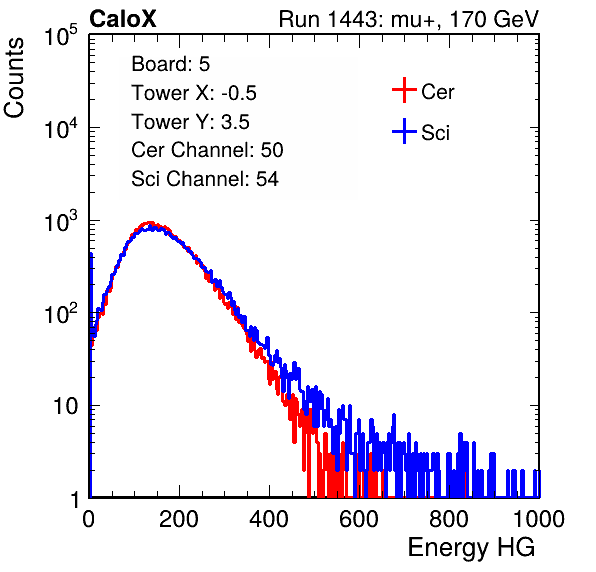 CaloX Run 1443: mu+, 170 GeV
Counts
Board: 5
Tower X: -0.5
Tower Y: 3.5
Cer Channel: 50
Sci Channel: 54
Cer
Sci
10^5
10^4
10^3
10^2
10
1
0 200 400 600 800 1000
Energy HG